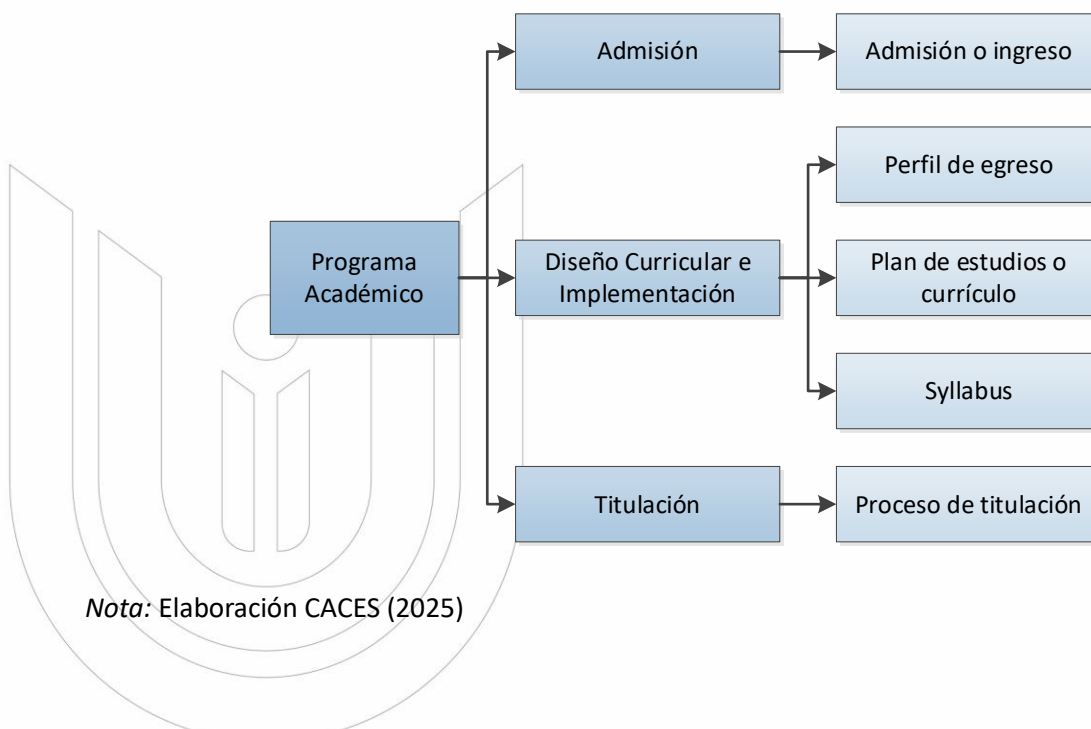 Admisión
Admisión o ingreso
Perfil de egreso
Programa
Académico
Diseño Curricular e
Implementación
Plan de estudios o
currículo
Syllabus
Titulación
Proceso de titulación
Nota: Elaboración CACES (2025)